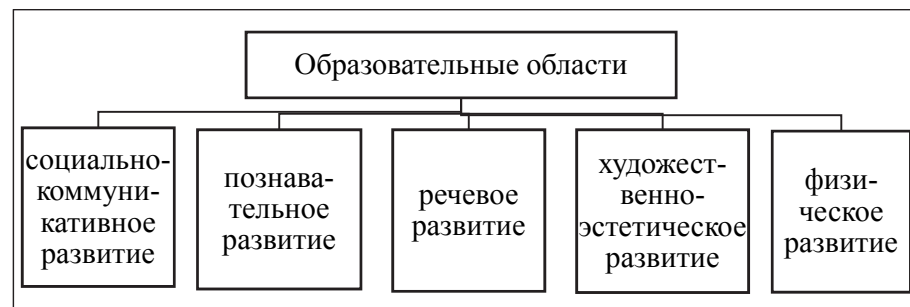 Образовательные области
социально-
коммуни-
кативное
развитие
познава-
тельное
развитие
речевое
развитие
художест-
венно-
эстетическое
развитие
физи-
ческое
развитие